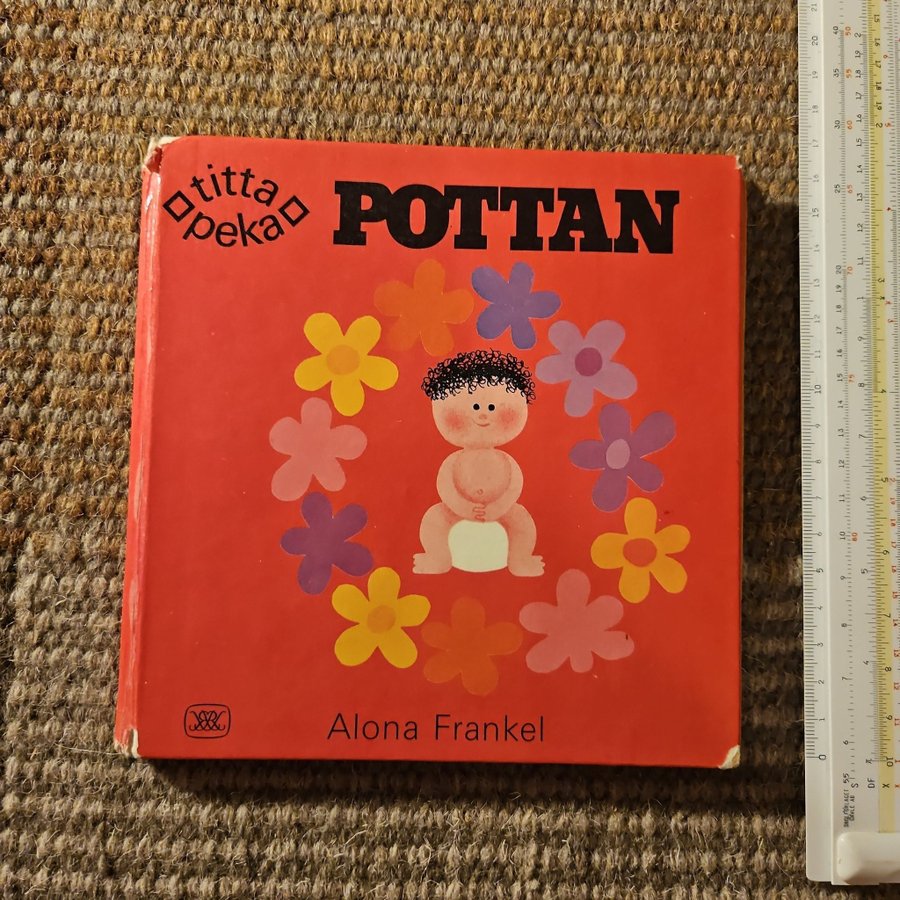 titta
peka
POTTAN
Alona Frankel